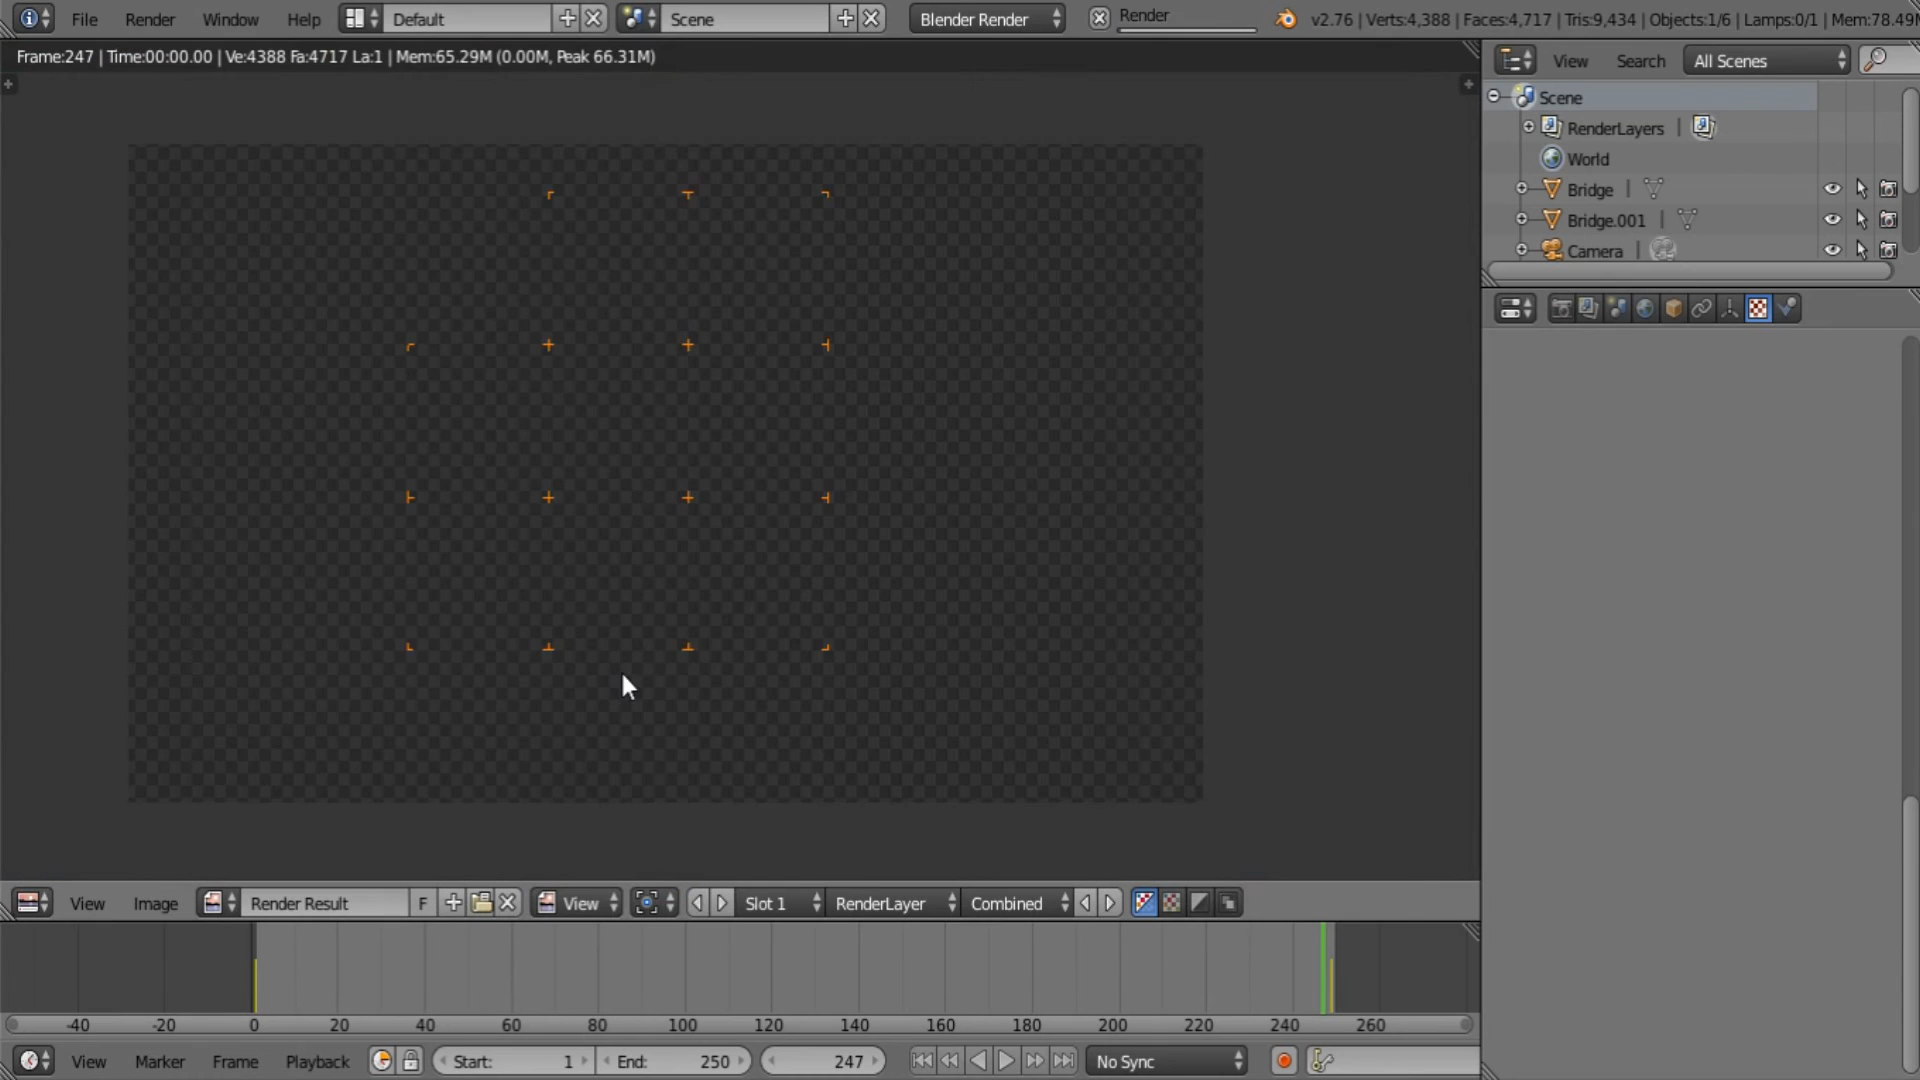 File Render Window Help Default Scene Blender Render Render v2.76 | Verts:4,388 | Faces:4,717 | Tris:9,434 | Objects:1/6 | Lamps:0/1 | Mem:78.49
Frame:247 | Time:00:00.00 | Ve:4388 Fa:4717 La:1 | Mem:65.29M (0.00M, Peak 66.31M)
View Search All Scenes
Scene
RenderLayers |
World
Bridge |
Bridge.001 |
Camera |
View Image Render Result F View Slot 1 RenderLayer Combined
-40 -20 0 20 40 60 80 100 120 140 160 180 200 220 240 260
View Marker Frame Playback Start: 1 End: 250 247 No Sync